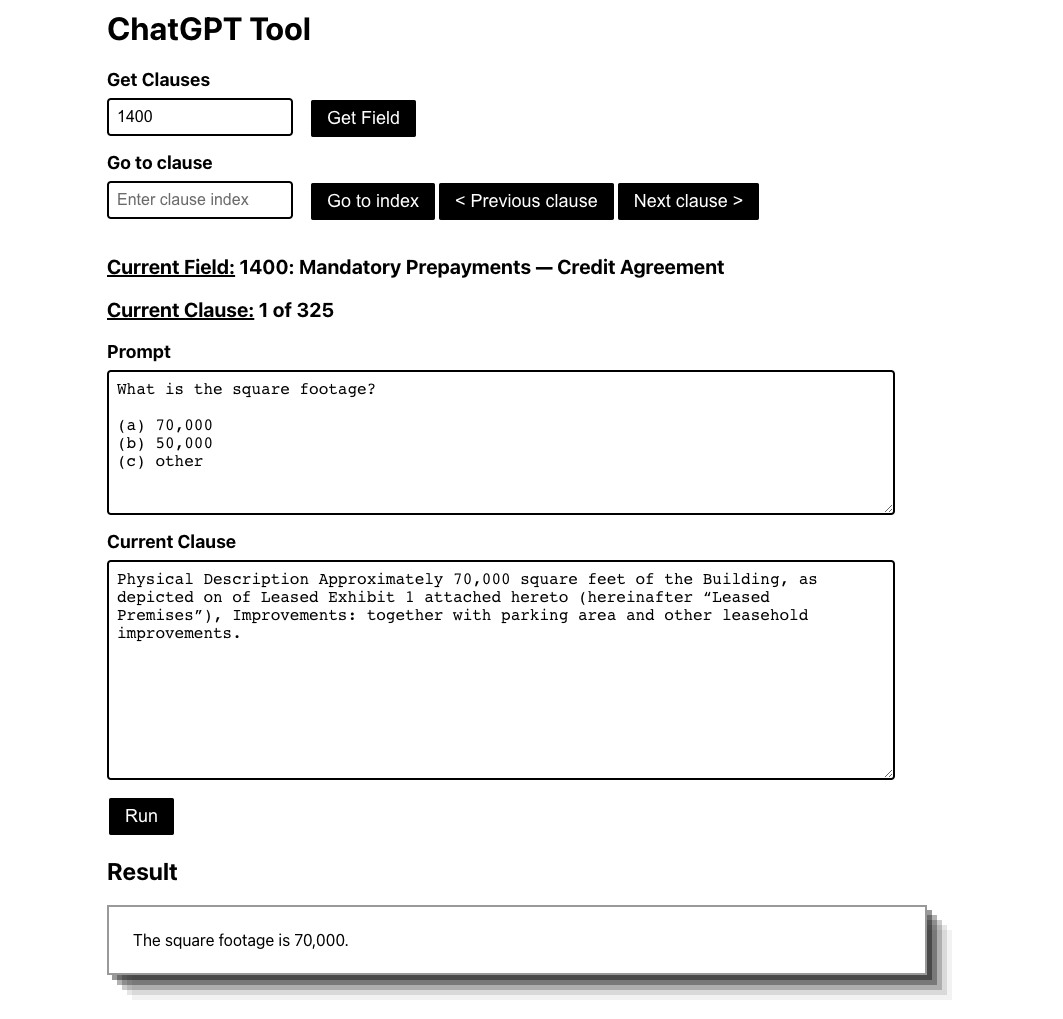 ChatGPT Tool
Get Clauses
1400
Get Field
Go to clause
Enter clause index
Go to index
< Previous clause
Next clause >
Current Field: 1400: Mandatory Prepayments — Credit Agreement
Current Clause: 1 of 325
Prompt
What is the square footage?
(a) 70,000
(b) 50,000
(c) other
Current Clause
Physical Description Approximately 70,000 square feet of the Building, as
depicted on of Leased Exhibit 1 attached hereto (hereinafter “Leased
Premises”), Improvements: together with parking area and other leasehold
improvements.
Run
Result
The square footage is 70,000.